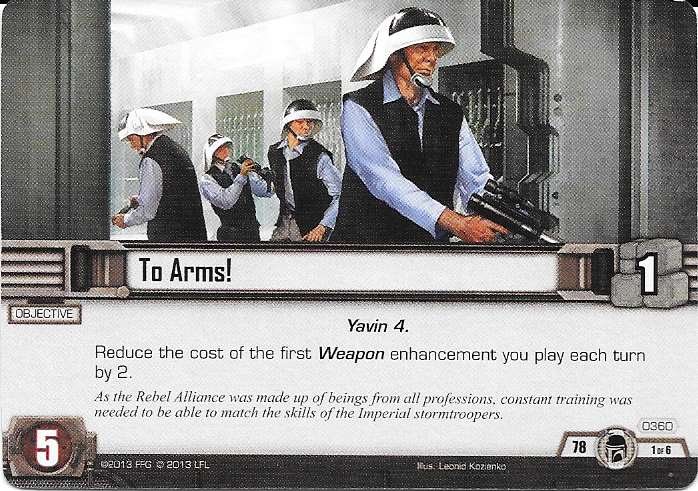 To Arms!
1
OBJECTIVE
Yavin 4.
Reduce the cost of the first Weapon enhancement you play each turn
by 2.
As the Rebel Alliance was made up of beings from all professions, constant training was
needed to be able to match the skills of the Imperial stormtroopers.
5
©2013 FFG © 2013 LFL
Illus. Leonid Kozienko
0360
78
1 OF 6